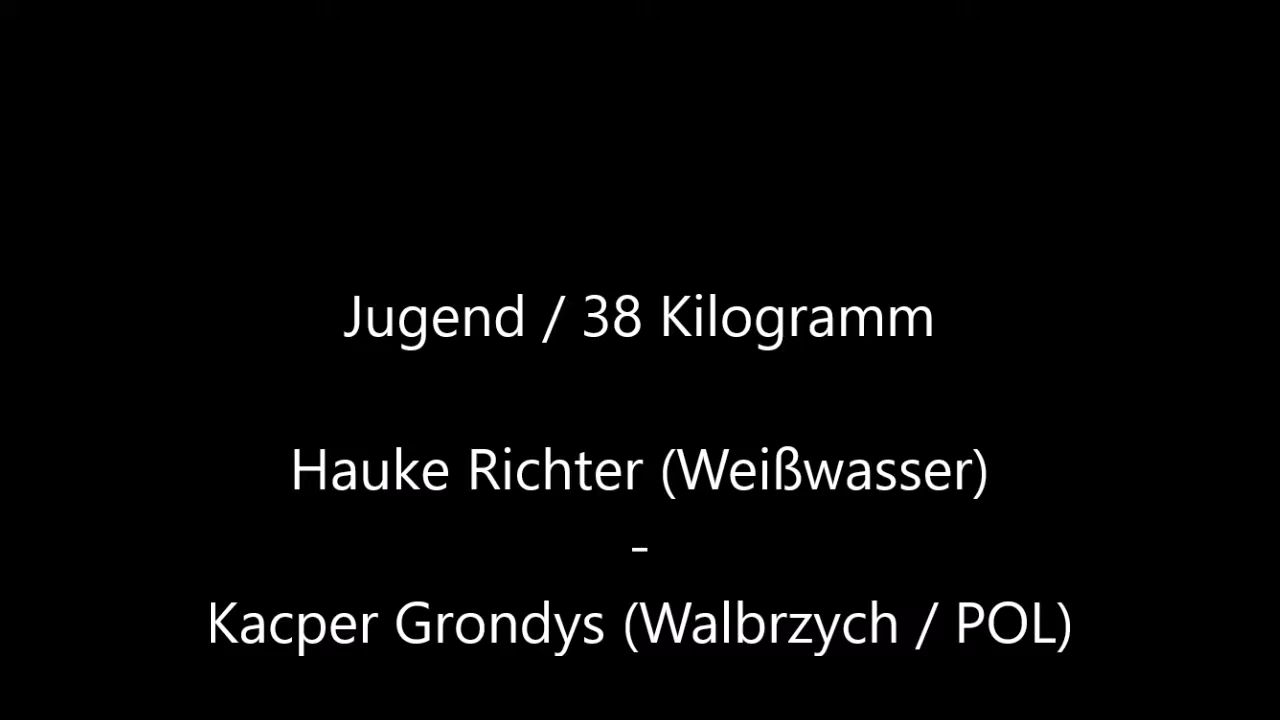 Jugend / 38 Kilogramm
Hauke Richter (Weißwasser)
-
Kacper Grondys (Walbrzych / POL)